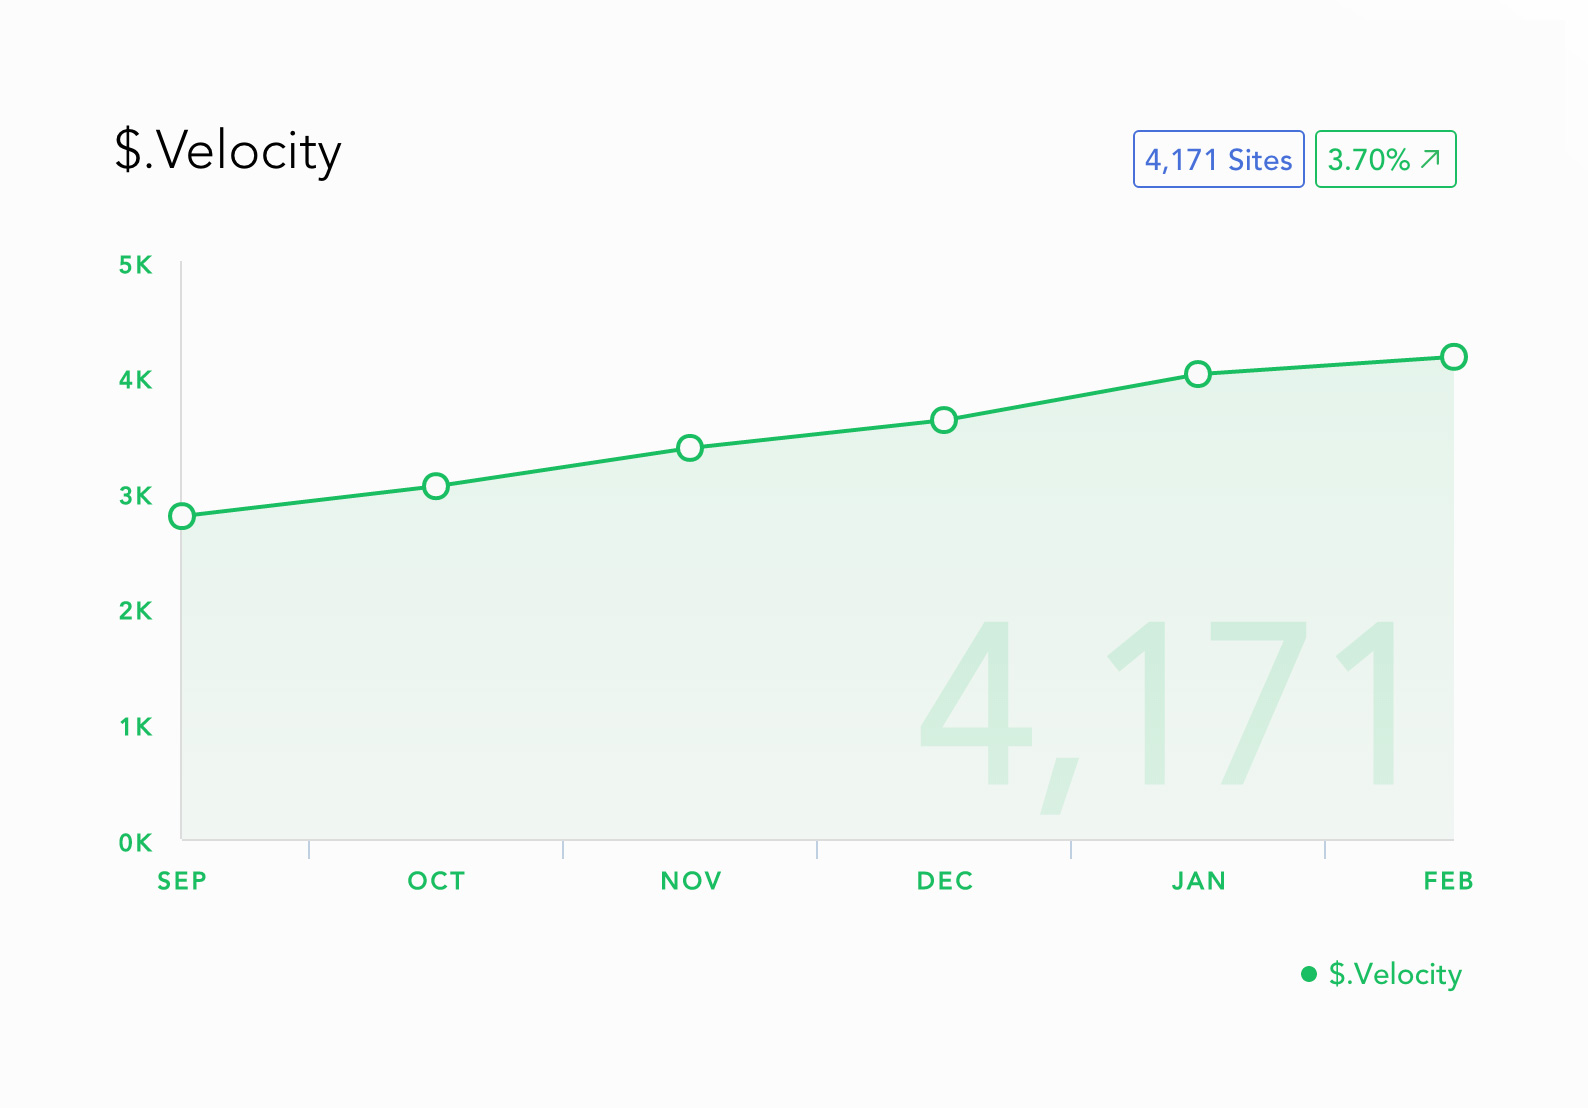 $.Velocity
4,171 Sites
3.70%
5K
4K
3K
2K
1K
0K
4,171
SEP OCT NOV DEC JAN FEB
$.Velocity